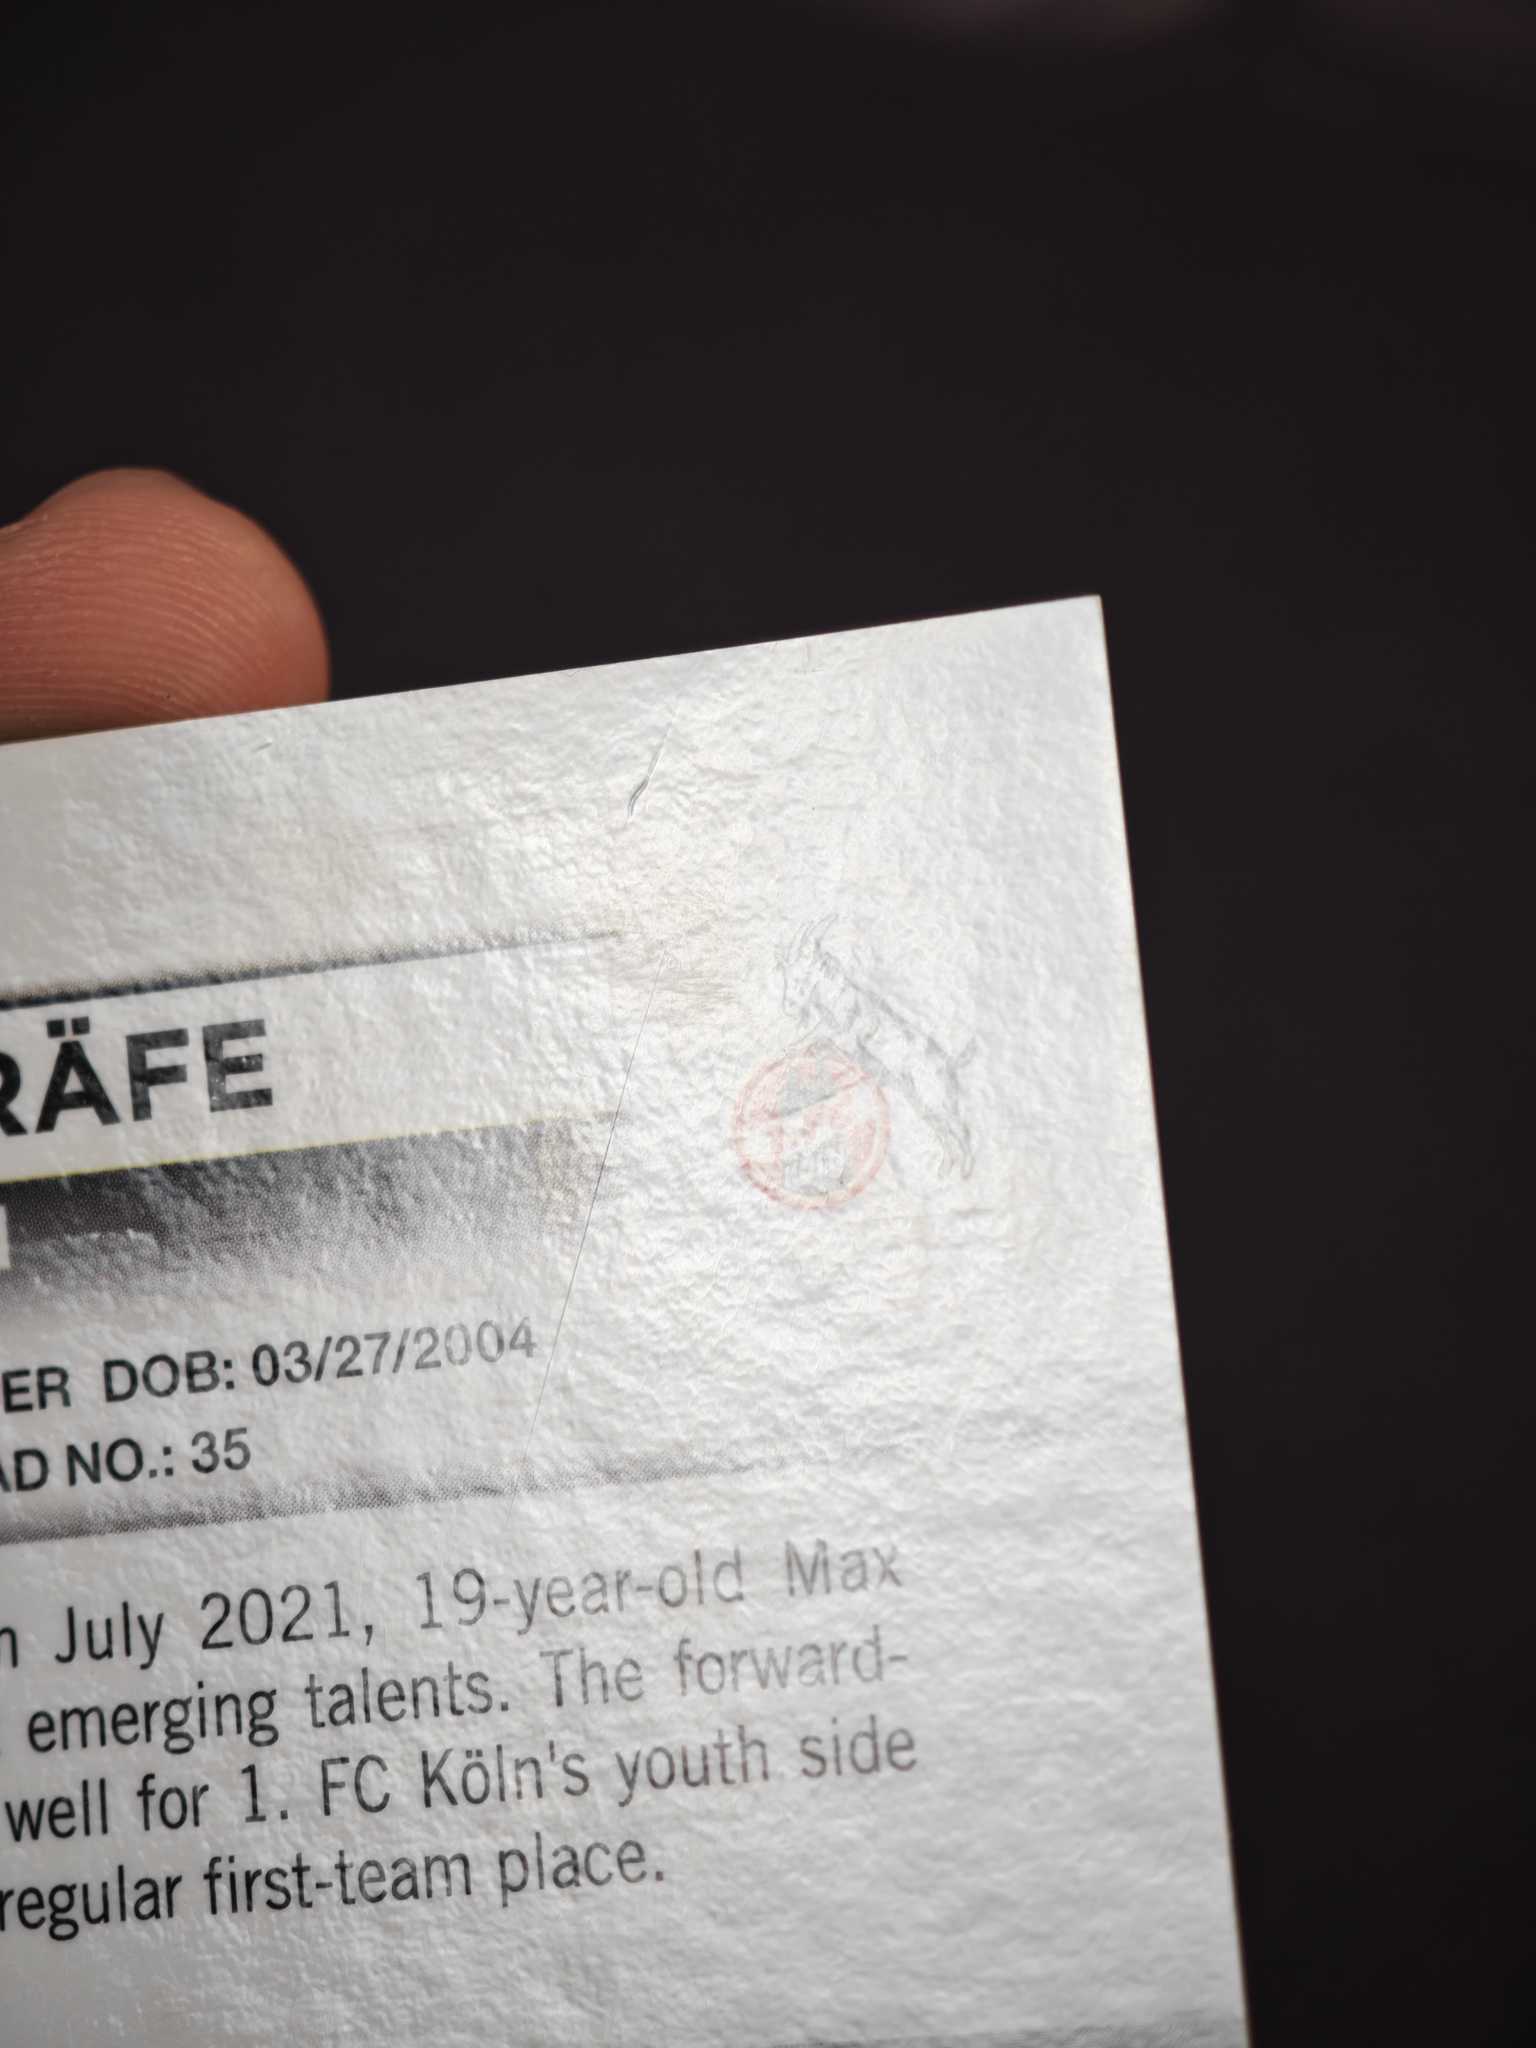 RÄFE
ER DOB: 03/27/2004
AD NO.: 35
n July 2021, 19-year-old Max
emerging talents. The forward-
well for 1. FC Köln's youth side
regular first-team place.